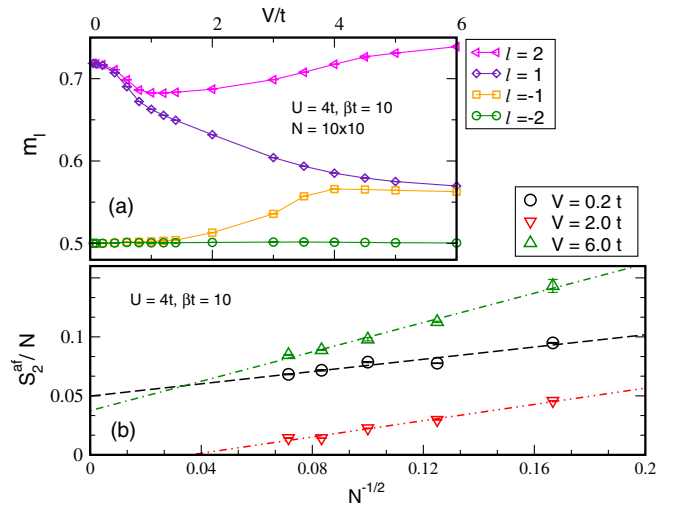 V/t
0 2 4 6
0.7
0.6
0.5
m_l
U = 4t, βt = 10
N = 10x10
(a)
l = 2
l = 1
l =-1
l =-2
V = 0.2 t
V = 2.0 t
V = 6.0 t
U = 4t, βt = 10
0.1
0.05
0
S_2^af / N
(b)
0 0.04 0.08 0.12 0.16 0.2
N^-1/2